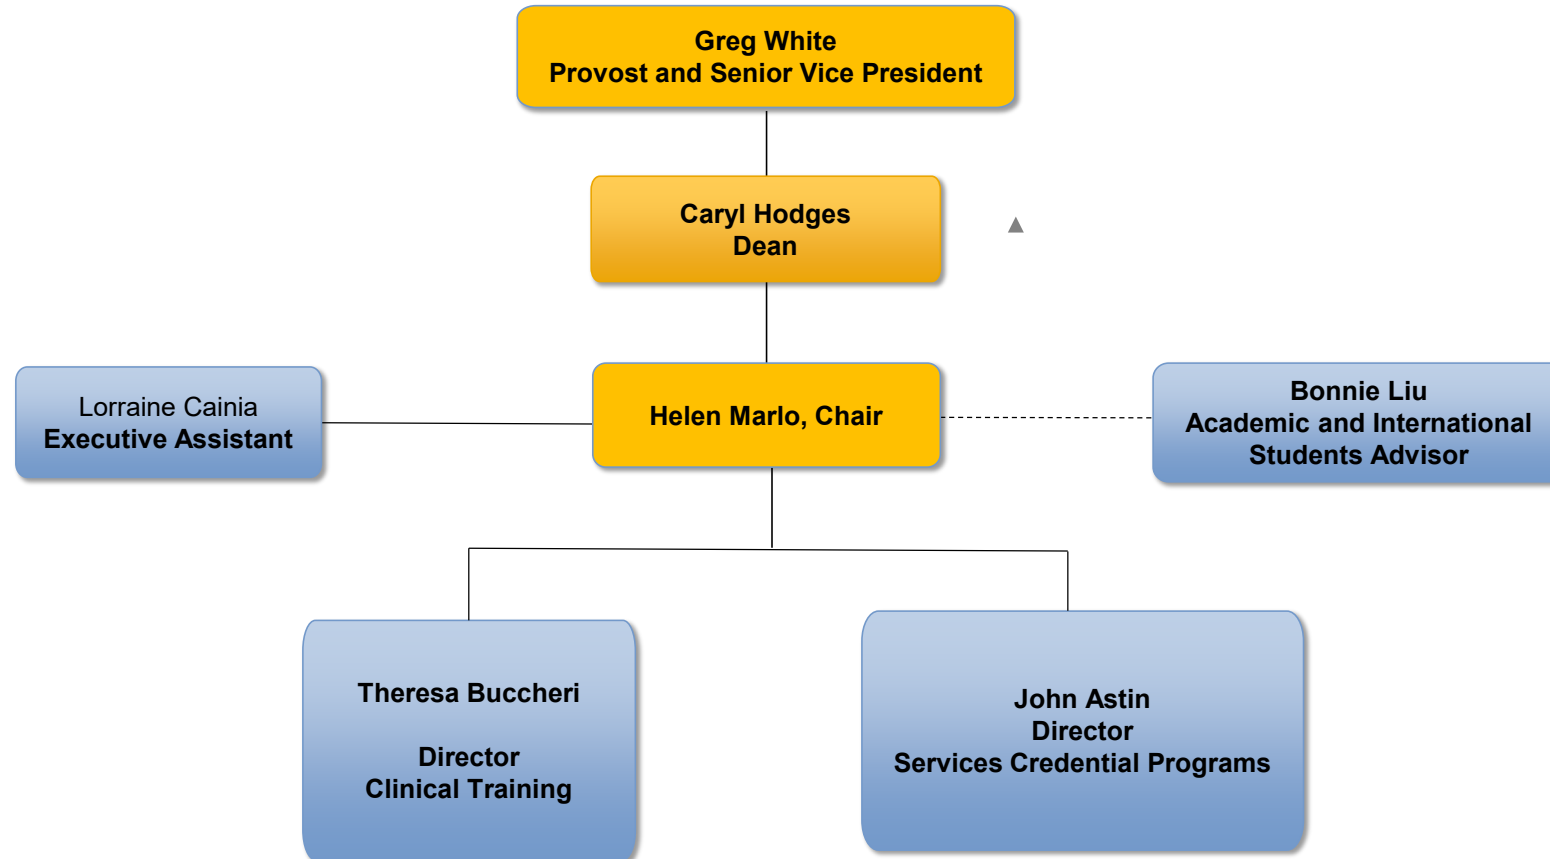 Greg White
Provost and Senior Vice President
Caryl Hodges
Dean
Lorraine Cainia
Executive Assistant
Helen Marlo, Chair
Bonnie Liu
Academic and International
Students Advisor
Theresa Buccheri
Director
Clinical Training
John Astin
Director
Services Credential Programs